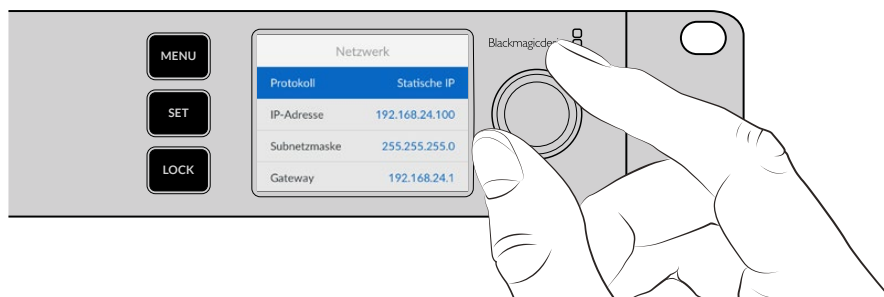 MENU
SET
LOCK
Netzwerk
Protokoll Statische IP
IP-Adresse 192.168.24.100
Subnetzmaske 255.255.255.0
Gateway 192.168.24.1